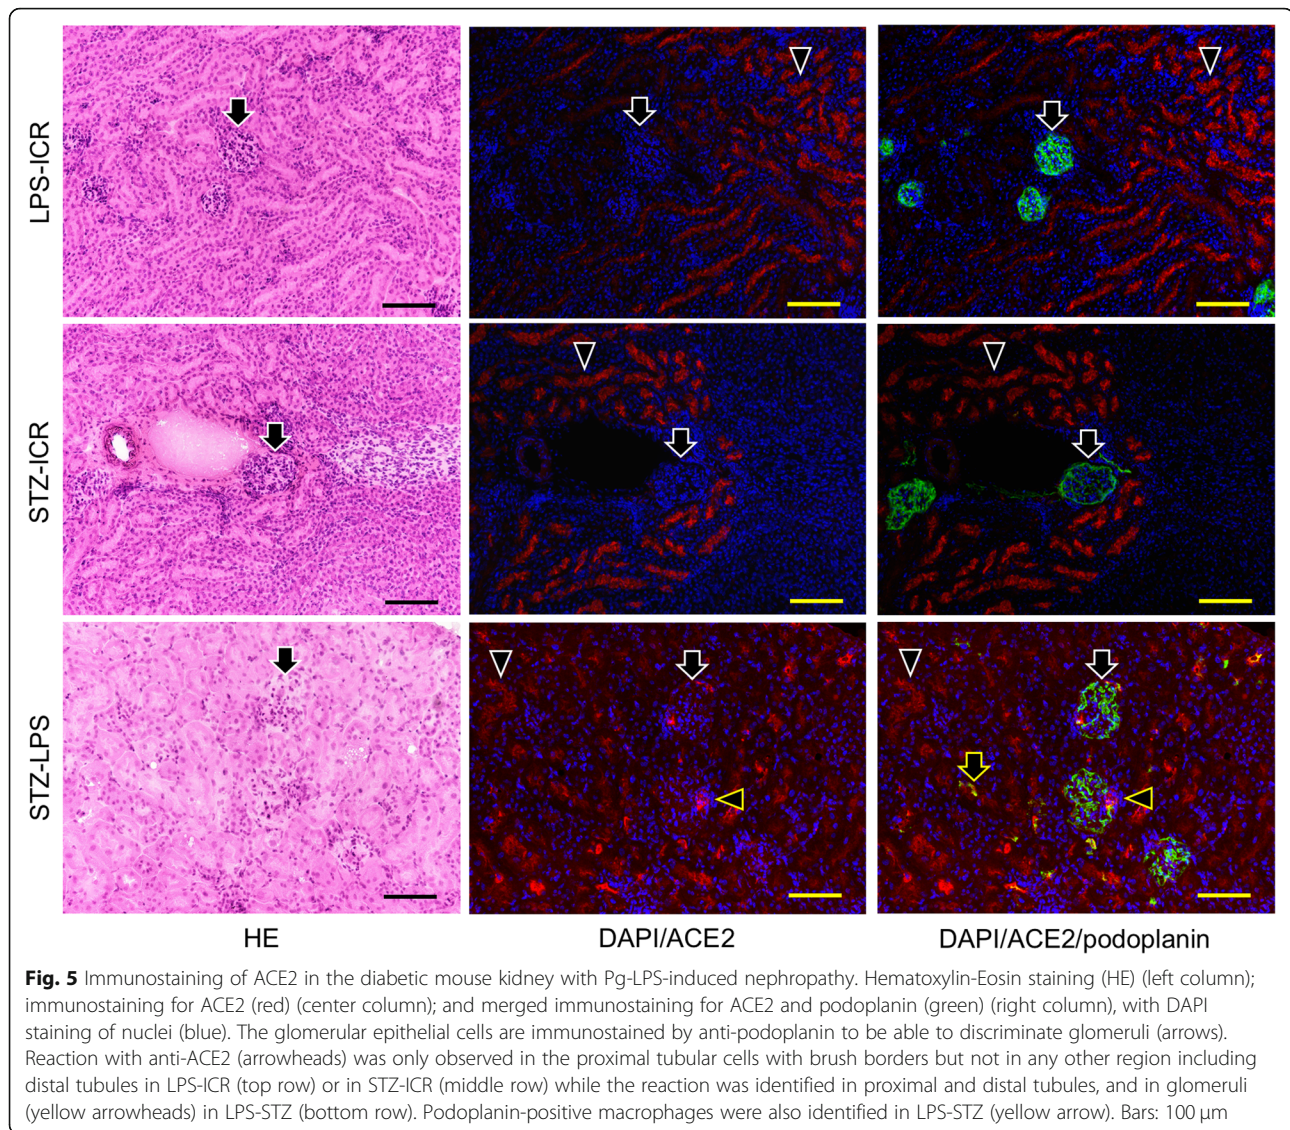 LPS-ICR
STZ-ICR
STZ-LPS
HE
DAPI/ACE2
DAPI/ACE2/podoplanin
Fig. 5 Immunostaining of ACE2 in the diabetic mouse kidney with Pg-LPS-induced nephropathy. Hematoxylin-Eosin staining (HE) (left column);
immunostaining for ACE2 (red) (center column); and merged immunostaining for ACE2 and podoplanin (green) (right column), with DAPI
staining of nuclei (blue). The glomerular epithelial cells are immunostained by anti-podoplanin to be able to discriminate glomeruli (arrows).
Reaction with anti-ACE2 (arrowheads) was only observed in the proximal tubular cells with brush borders but not in any other region including
distal tubules in LPS-ICR (top row) or in STZ-ICR (middle row) while the reaction was identified in proximal and distal tubules, and in glomeruli
(yellow arrowheads) in LPS-STZ (bottom row). Podoplanin-positive macrophages were also identified in LPS-STZ (yellow arrow). Bars: 100 μm